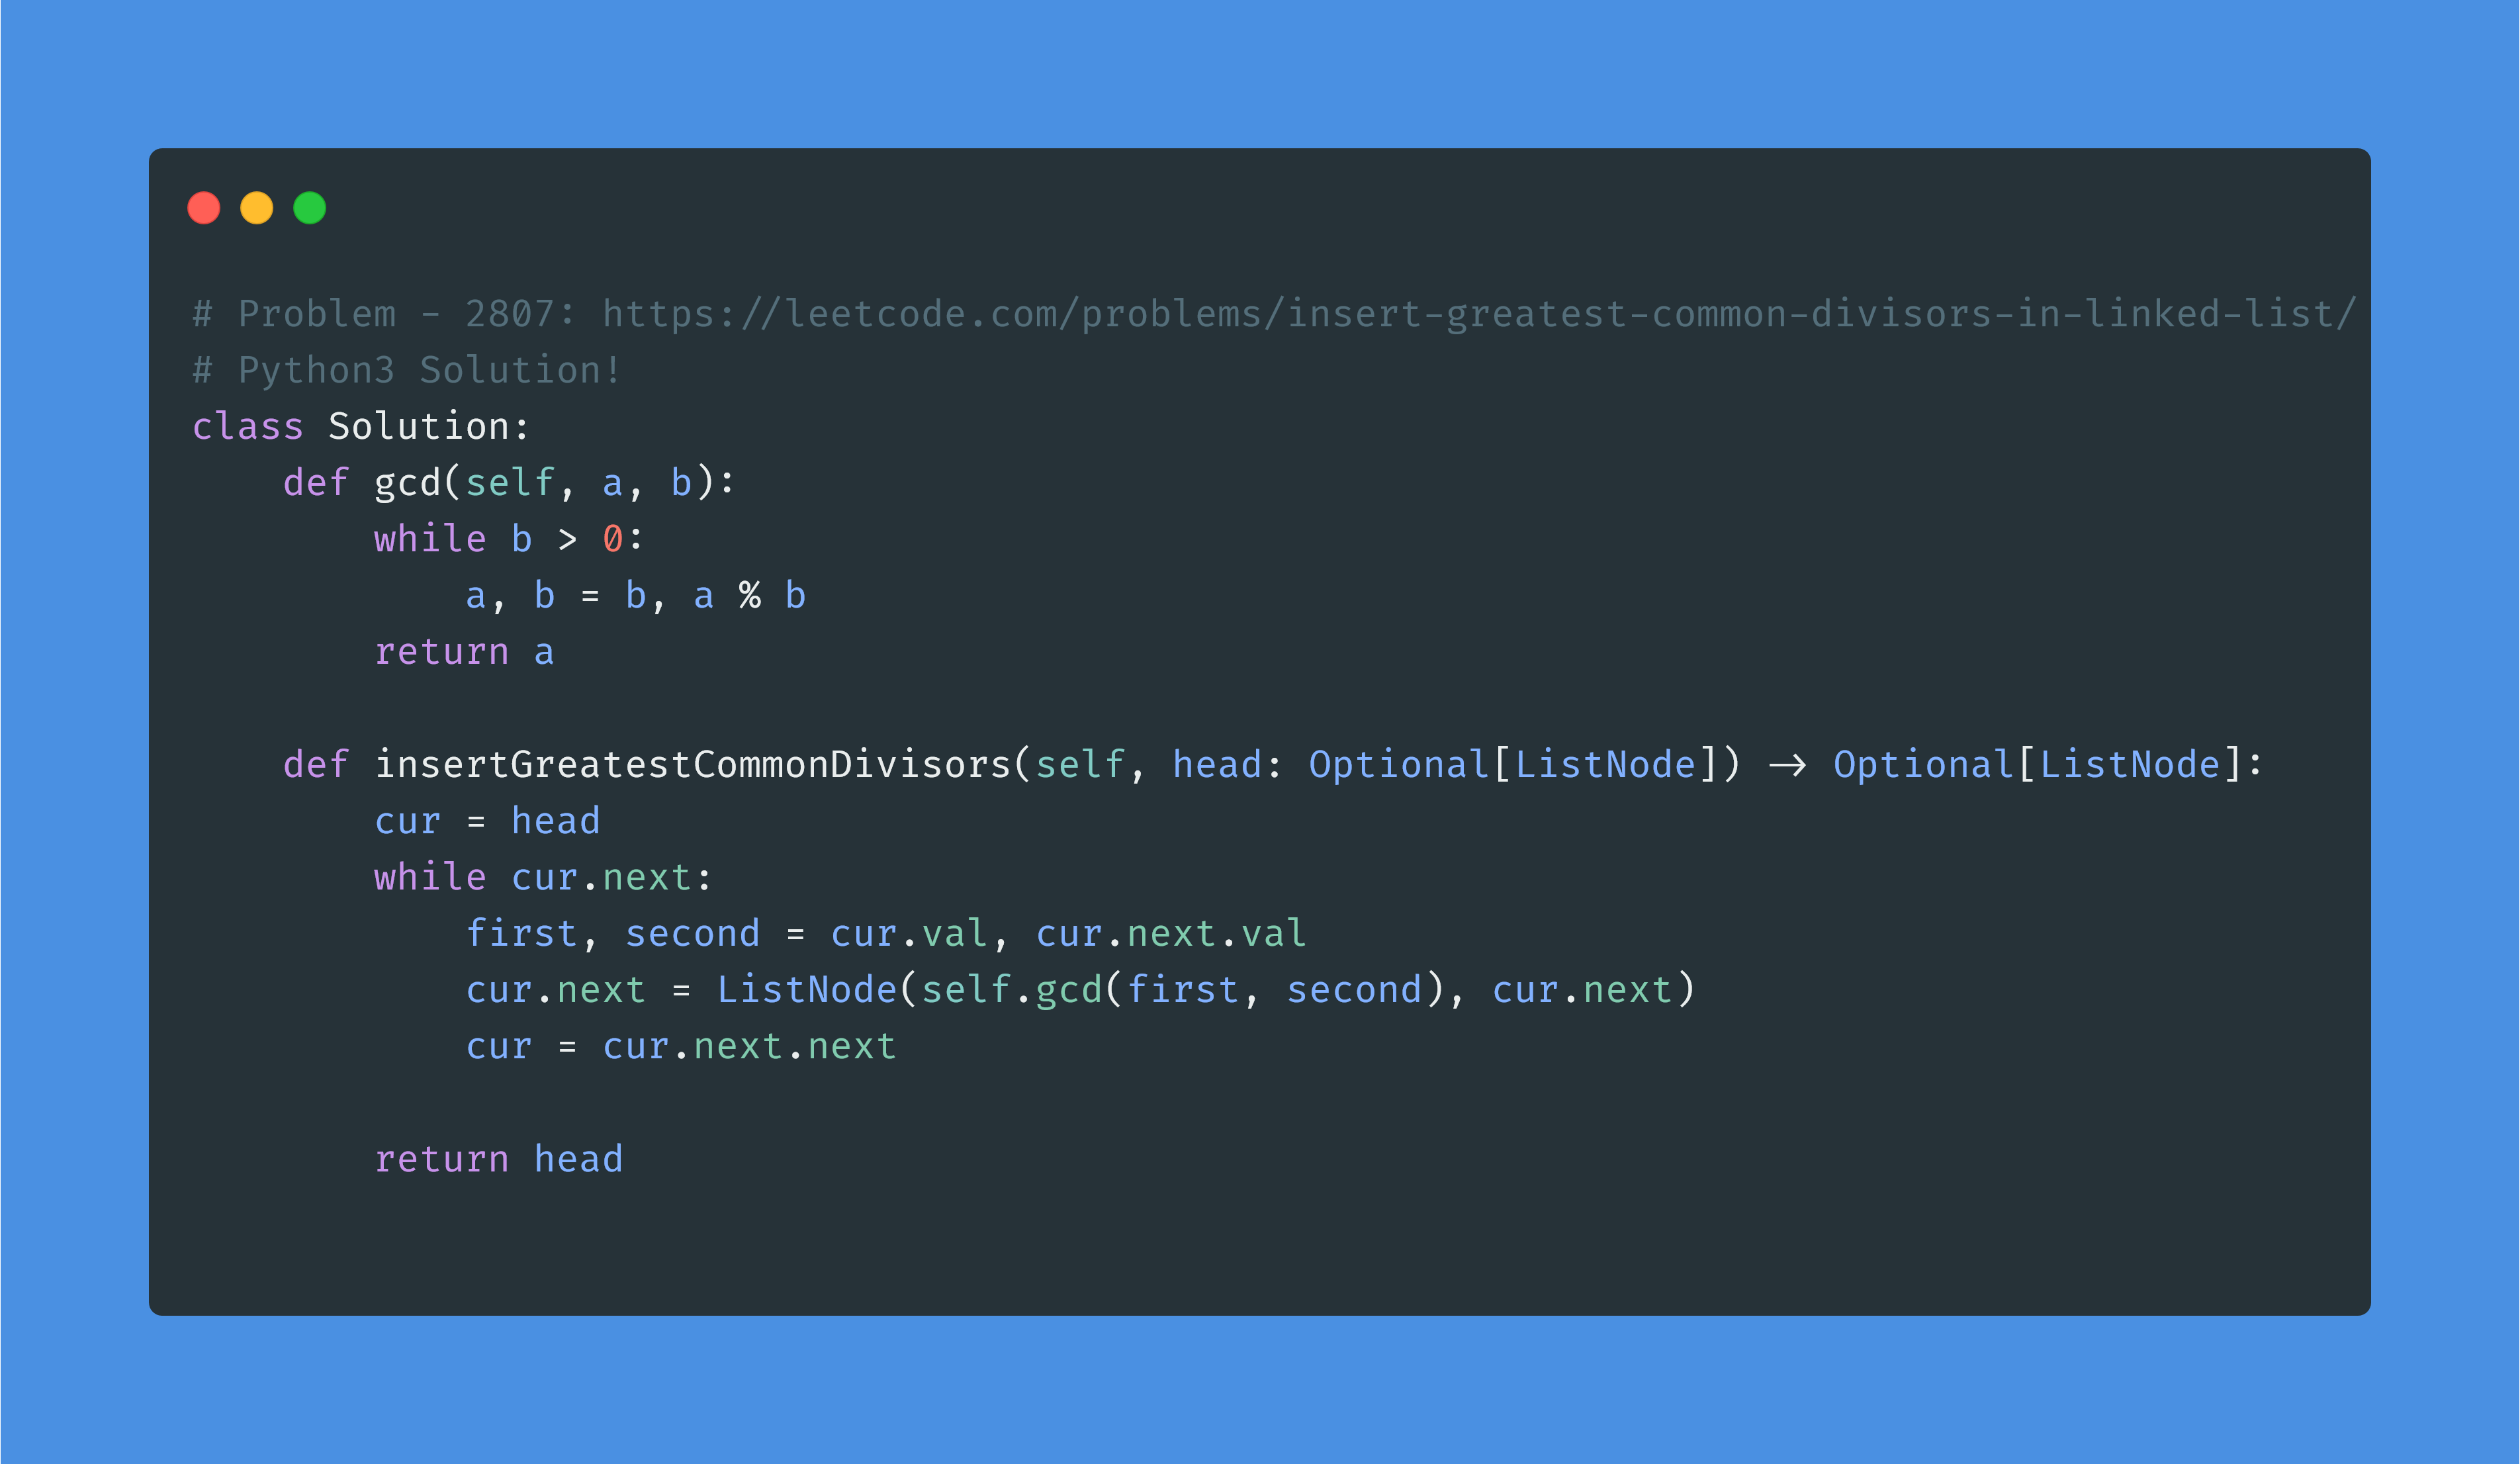 # Problem - 2807: https://leetcode.com/problems/insert-greatest-common-divisors-in-linked-list/
# Python3 Solution!
class Solution:
    def gcd(self, a, b):
        while b > 0:
            a, b = b, a % b
        return a

    def insertGreatestCommonDivisors(self, head: Optional[ListNode]) -> Optional[ListNode]:
        cur = head
        while cur.next:
            first, second = cur.val, cur.next.val
            cur.next = ListNode(self.gcd(first, second), cur.next)
            cur = cur.next.next

        return head